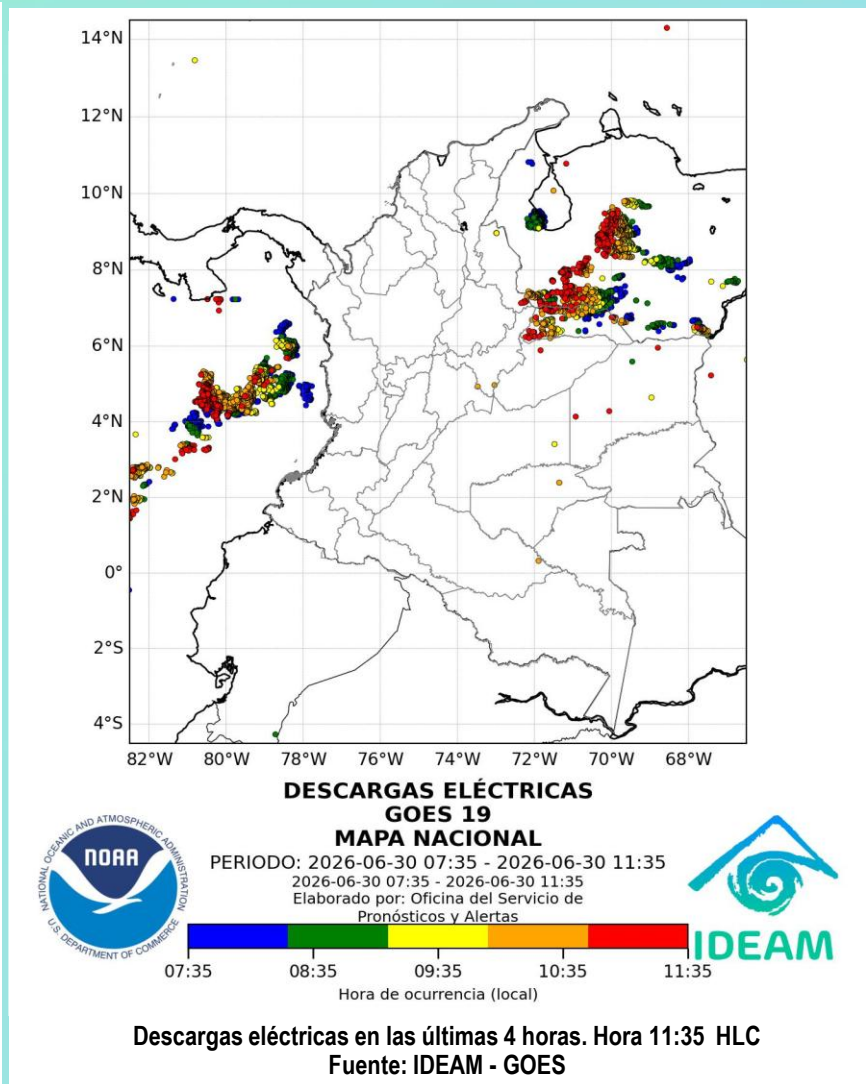 14°N
12°N
10°N
8°N
6°N
4°N
2°N
0°
2°S
4°S
82°W 80°W 78°W 76°W 74°W 72°W 70°W 68°W
DESCARGAS ELÉCTRICAS
GOES 19
MAPA NACIONAL
PERIODO: 2026-06-30 07:35 - 2026-06-30 11:35
2026-06-30 07:35 - 2026-06-30 11:35
Elaborado por: Oficina del Servicio de
Pronósticos y Alertas
NATIONAL OCEANIC AND ATMOSPHERIC ADMINISTRATION
NOAA
U.S. DEPARTMENT OF COMMERCE
IDEAM
07:35 08:35 09:35 10:35 11:35
Hora de ocurrencia (local)
Descargas eléctricas en las últimas 4 horas. Hora 11:35 HLC
Fuente: IDEAM - GOES